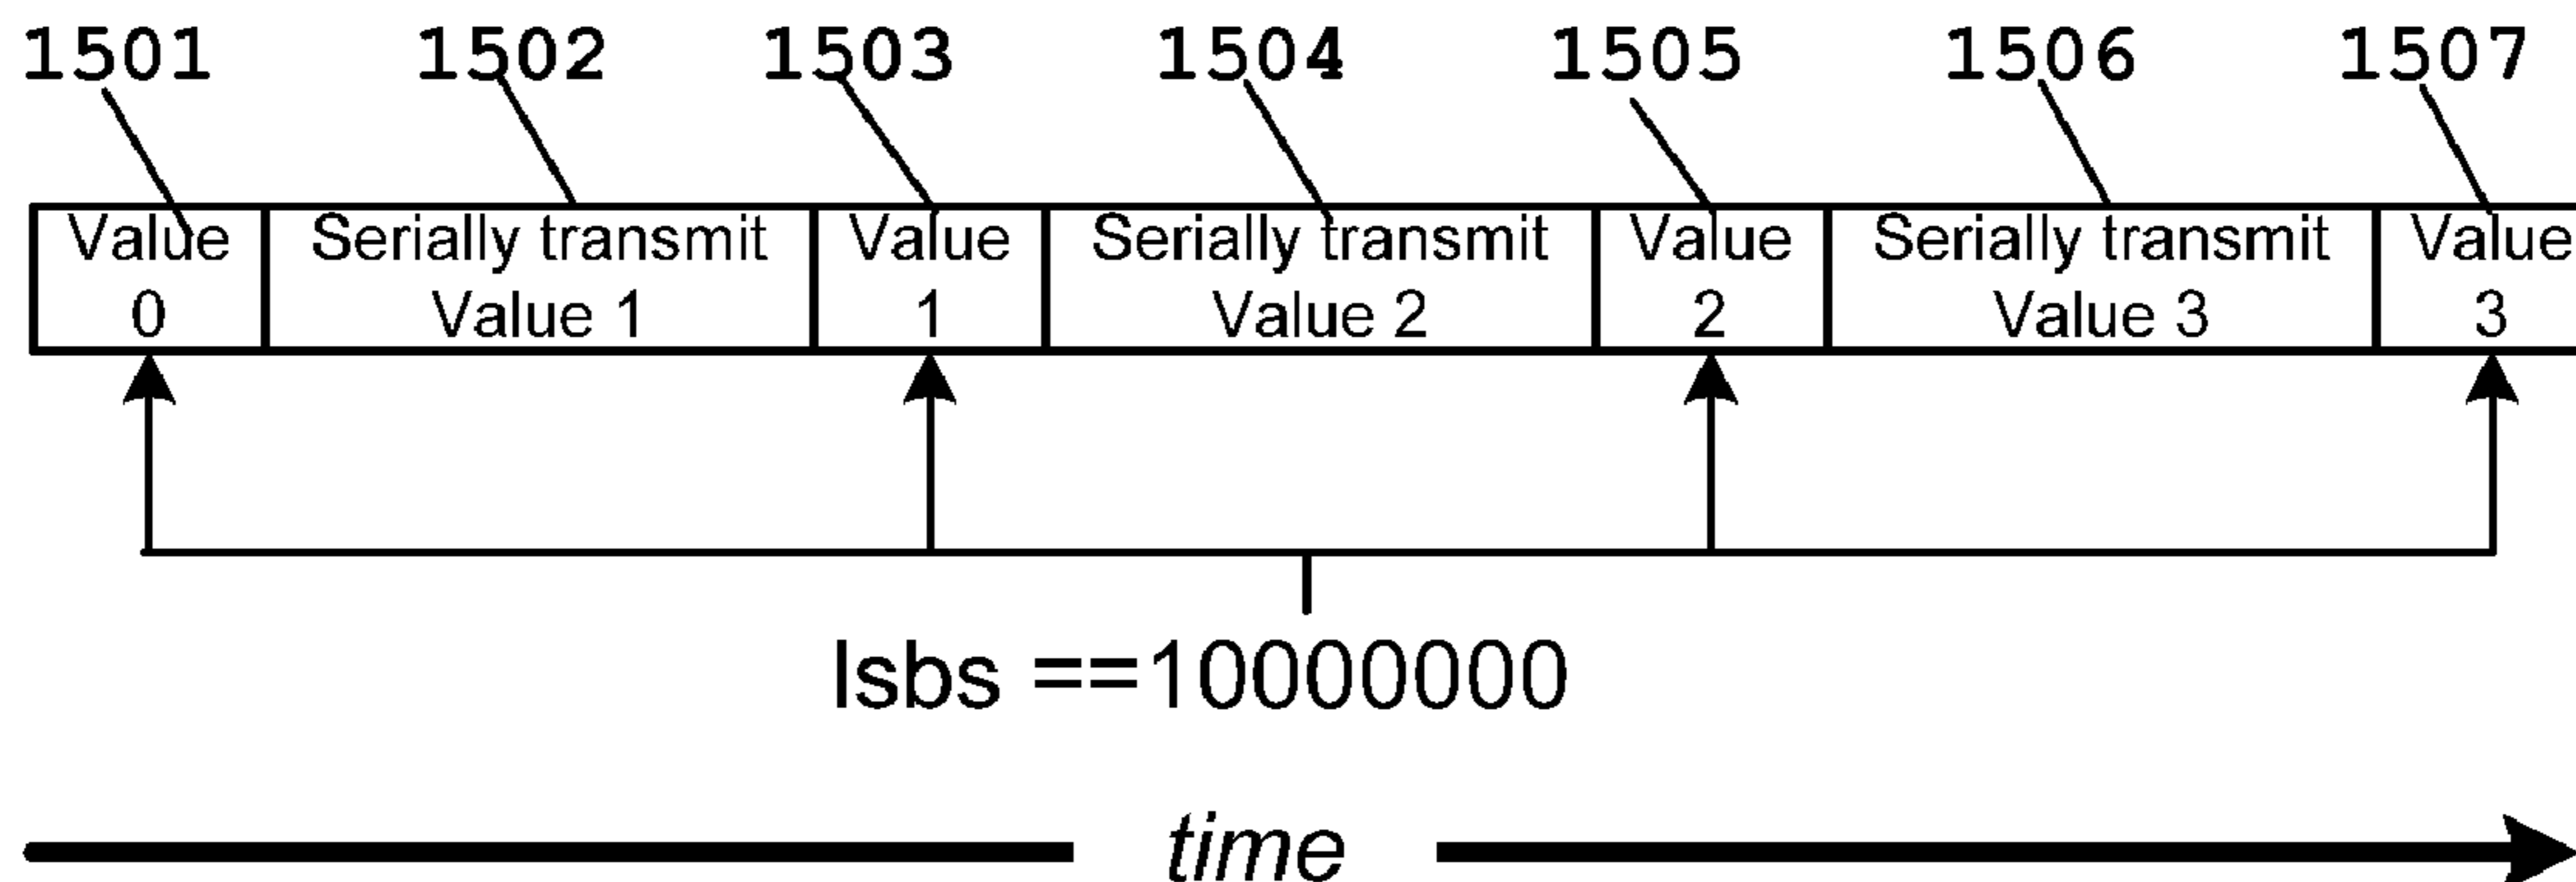 1501 1502 1503 1504 1505 1506 1507
Value Serially transmit Value Serially transmit Value Serially transmit Value
0 Value 1 1 Value 2 2 Value 3 3
lsbs ==10000000
time